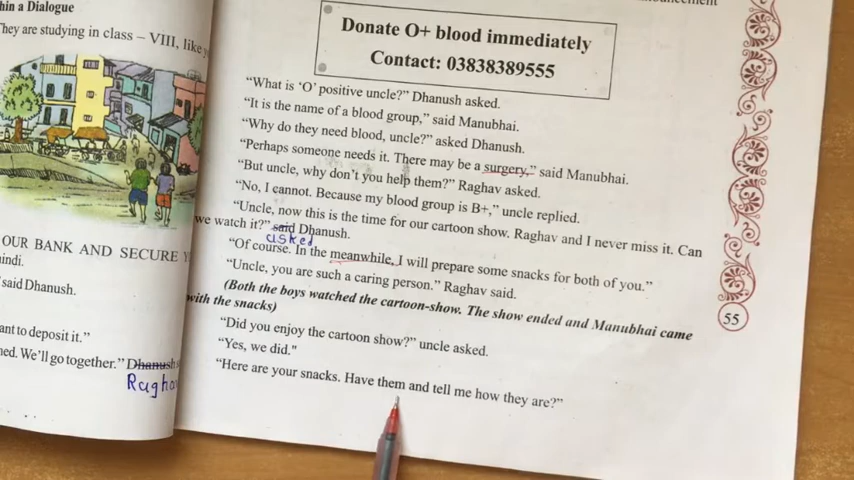 hin a Dialogue
They are studying in class – VIII, like y
OUR BANK AND SECURE Y
indi.
said Dhanush.
ant to deposit it."
ned. We'll go together." Dhanush
Ragha
Donate O+ blood immediately
Contact: 03838389555
"What is 'O' positive uncle?" Dhanush asked.
"It is the name of a blood group," said Manubhai.
"Why do they need blood, uncle?" asked Dhanush.
"Perhaps someone needs it. There may be a surgery," said Manubhai.
"But uncle, why don't you help them?" Raghav asked.
"No, I cannot. Because my blood group is B+," uncle replied.
"Uncle, now this is the time for our cartoon show. Raghav and I never miss it. Can
we watch it?" said Dhanush.
asked
"Of course. In the meanwhile, I will prepare some snacks for both of you."
"Uncle, you are such a caring person." Raghav said.
(Both the boys watched the cartoon-show. The show ended and Manubhai came
with the snacks)
"Did you enjoy the cartoon show?" uncle asked.
"Yes, we did."
"Here are your snacks. Have them and tell me how they are?"
55